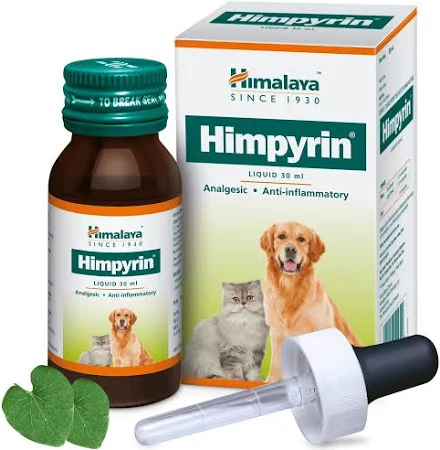 TO BREAK SEAL
Himalaya
SINCE 1930
Himpyrin®
LIQUID 30 ml
Analgesic • Anti-inflammatory
Himalaya™
SINCE 1930
Himpyrin®
LIQUID 30 ml
Analgesic • Anti-inflammatory